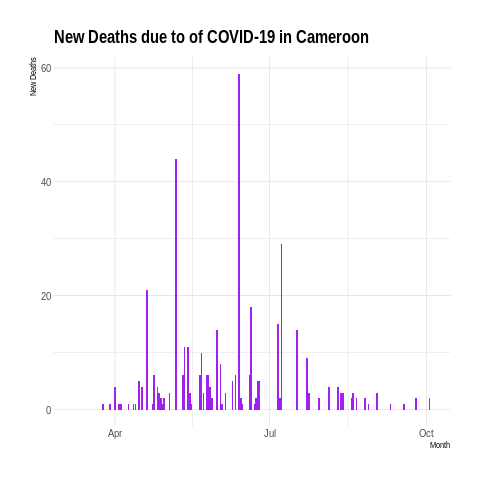 New Deaths due to of COVID-19 in Cameroon
New Deaths
60
40
20
0
Apr
Jul
Oct
Month